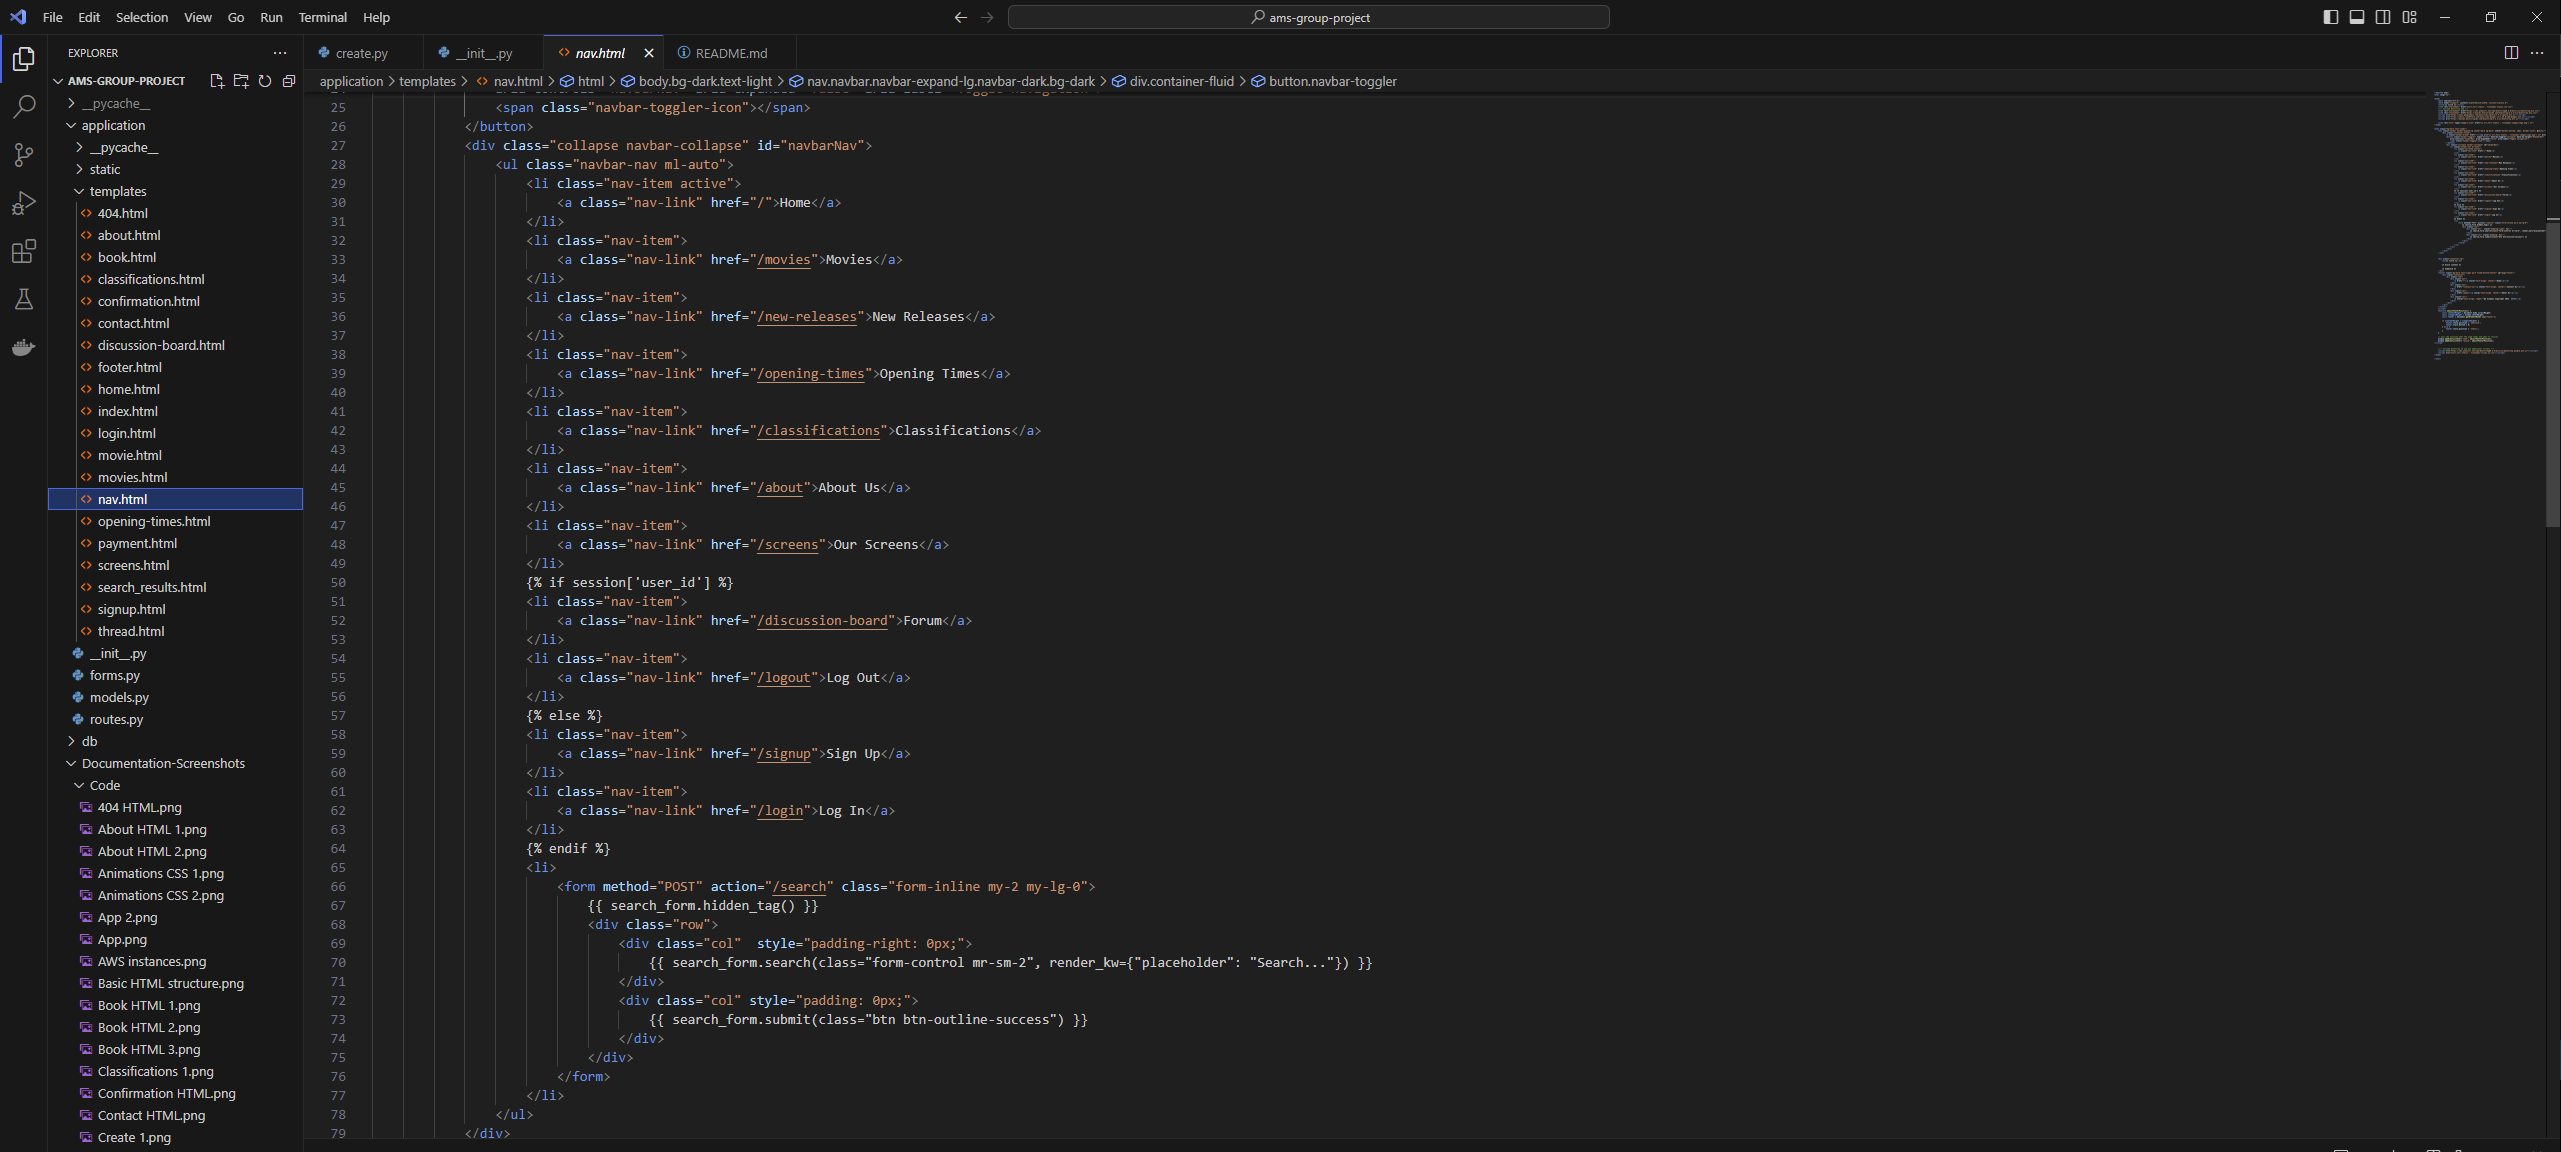 File Edit Selection View Go Run Terminal Help
ams-group-project
EXPLORER
AMS-GROUP-PROJECT
__pycache__
application
__pycache__
static
templates
404.html
about.html
book.html
classifications.html
confirmation.html
contact.html
discussion-board.html
footer.html
home.html
index.html
login.html
movie.html
movies.html
nav.html
opening-times.html
payment.html
screens.html
search_results.html
signup.html
thread.html
__init__.py
forms.py
models.py
routes.py
db
Documentation-Screenshots
Code
404 HTML.png
About HTML 1.png
About HTML 2.png
Animations CSS 1.png
Animations CSS 2.png
App 2.png
App.png
AWS instances.png
Basic HTML structure.png
Book HTML 1.png
Book HTML 2.png
Book HTML 3.png
Classifications 1.png
Confirmation HTML.png
Contact HTML.png
Create 1.png
create.py __init__.py nav.html README.md
application > templates > nav.html > html > body.bg-dark.text-light > nav.navbar.navbar-expand-lg.navbar-dark.bg-dark > div.container-fluid > button.navbar-toggler
25 <span class="navbar-toggler-icon"></span>
26 </button>
27 <div class="collapse navbar-collapse" id="navbarNav">
28 <ul class="navbar-nav ml-auto">
29 <li class="nav-item active">
30 <a class="nav-link" href="/">Home</a>
31 </li>
32 <li class="nav-item">
33 <a class="nav-link" href="/movies">Movies</a>
34 </li>
35 <li class="nav-item">
36 <a class="nav-link" href="/new-releases">New Releases</a>
37 </li>
38 <li class="nav-item">
39 <a class="nav-link" href="/opening-times">Opening Times</a>
40 </li>
41 <li class="nav-item">
42 <a class="nav-link" href="/classifications">Classifications</a>
43 </li>
44 <li class="nav-item">
45 <a class="nav-link" href="/about">About Us</a>
46 </li>
47 <li class="nav-item">
48 <a class="nav-link" href="/screens">Our Screens</a>
49 </li>
50 {% if session['user_id'] %}
51 <li class="nav-item">
52 <a class="nav-link" href="/discussion-board">Forum</a>
53 </li>
54 <li class="nav-item">
55 <a class="nav-link" href="/logout">Log Out</a>
56 </li>
57 {% else %}
58 <li class="nav-item">
59 <a class="nav-link" href="/signup">Sign Up</a>
60 </li>
61 <li class="nav-item">
62 <a class="nav-link" href="/login">Log In</a>
63 </li>
64 {% endif %}
65 <li>
66 <form method="POST" action="/search" class="form-inline my-2 my-lg-0">
67 {{ search_form.hidden_tag() }}
68 <div class="row">
69 <div class="col"  style="padding-right: 0px;">
70 {{ search_form.search(class="form-control mr-sm-2", render_kw={"placeholder": "Search..."}) }}
71 </div>
72 <div class="col" style="padding: 0px;">
73 {{ search_form.submit(class="btn btn-outline-success") }}
74 </div>
75 </div>
76 </form>
77 </li>
78 </ul>
79 </div>